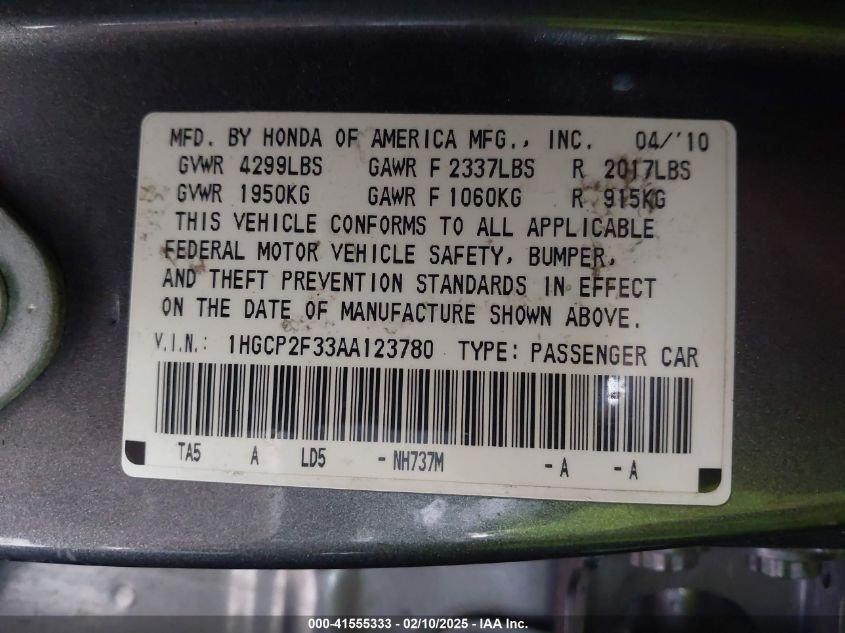 MFD. BY HONDA OF AMERICA MFG., INC. 04/'10
GVWR 4299LBS GAWR F 2337LBS R 2017LBS
GVWR 1950KG GAWR F 1060KG R 915KG
THIS VEHICLE CONFORMS TO ALL APPLICABLE
FEDERAL MOTOR VEHICLE SAFETY, BUMPER,
AND THEFT PREVENTION STANDARDS IN EFFECT
ON THE DATE OF MANUFACTURE SHOWN ABOVE.
V.I.N.: 1HGCP2F33AA123780 TYPE: PASSENGER CAR
TA5 A LD5 - NH737M - A - A
000-41555333 - 02/10/2025 - IAA Inc.